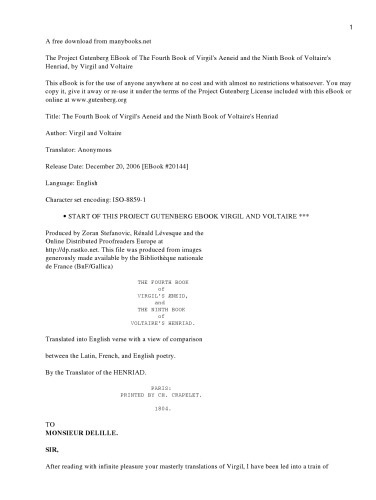 1
A free download from manybooks.net
The Project Gutenberg EBook of The Fourth Book of Virgil's Aeneid and the Ninth Book of Voltaire's
Henriad, by Virgil and Voltaire
This eBook is for the use of anyone anywhere at no cost and with almost no restrictions whatsoever. You may
copy it, give it away or re-use it under the terms of the Project Gutenberg License included with this eBook or
online at www.gutenberg.org
Title: The Fourth Book of Virgil's Aeneid and the Ninth Book of Voltaire's Henriad
Author: Virgil and Voltaire
Translator: Anonymous
Release Date: December 20, 2006 [EBook #20144]
Language: English
Character set encoding: ISO-8859-1
• START OF THIS PROJECT GUTENBERG EBOOK VIRGIL AND VOLTAIRE ***
Produced by Zoran Stefanovic, Rénald Lévesque and the
Online Distributed Proofreaders Europe at
http://dp.rastko.net. This file was produced from images
generously made available by the Bibliothèque nationale
de France (BnF/Gallica)
THE FOURTH BOOK
of
VIRGIL'S ÆNEID,
and
THE NINTH BOOK
of
VOLTAIRE'S HENRIAD.
Translated into English verse with a view of comparison
between the Latin, French, and English poetry.
By the Translator of the HENRIAD.
PARIS:
PRINTED BY CH. CRAPELET.
1804.
TO
MONSIEUR DELILLE.
SIR,
After reading with infinite pleasure your masterly translations of Virgil, I have been led into a train of